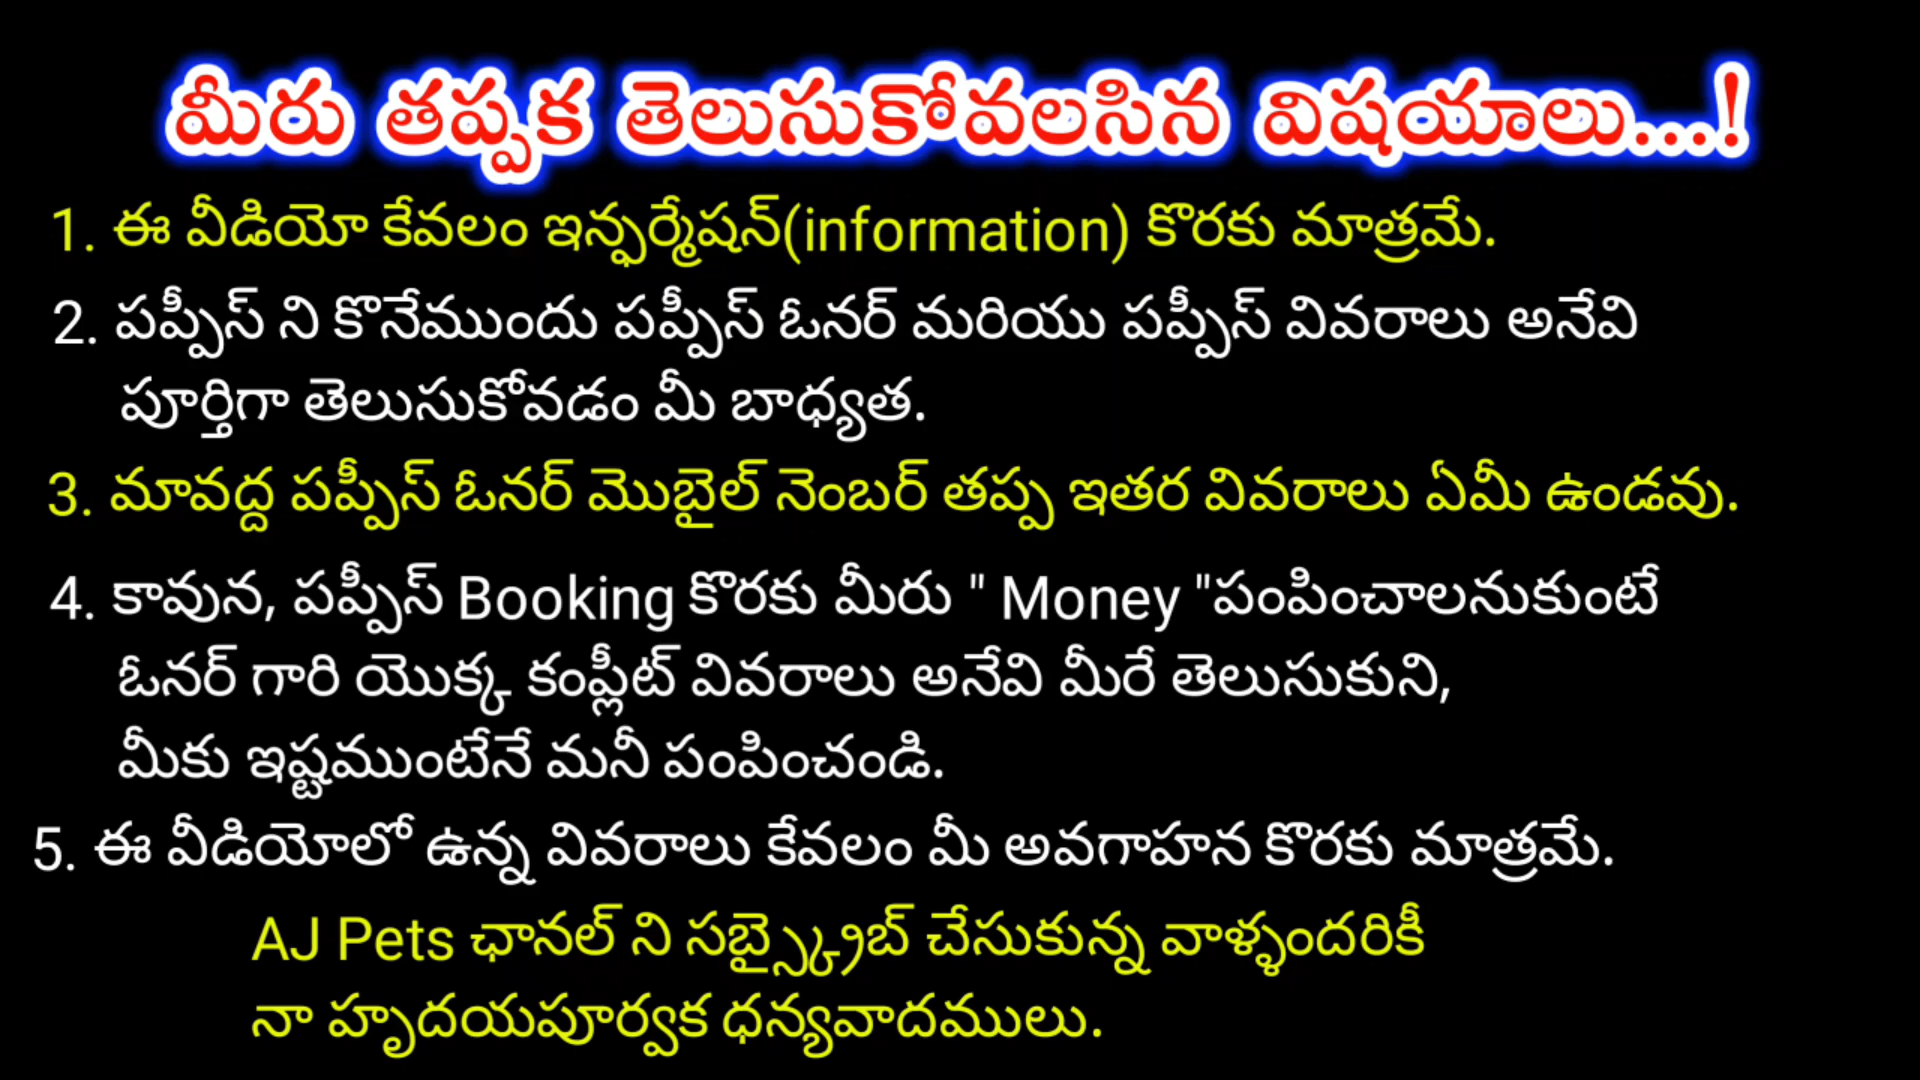 మీరు తప్పక తెలుసుకోవలసిన విషయాలు....!
1. ఈ వీడియో కేవలం ఇన్ఫర్మేషన్(information) కొరకు మాత్రమే.
2. పప్పీస్ ని కొనేముందు పప్పీస్ ఓనర్ మరియు పప్పీస్ వివరాలు అనేవి
పూర్తిగా తెలుసుకోవడం మీ బాధ్యత.
3. మావద్ద పప్పీస్ ఓనర్ మొబైల్ నెంబర్ తప్ప ఇతర వివరాలు ఏమీ ఉండవు.
4. కావున, పప్పీస్ Booking కొరకు మీరు " Money "పంపించాలనుకుంటే
ఓనర్ గారి యొక్క కంప్లీట్ వివరాలు అనేవి మీరే తెలుసుకుని,
మీకు ఇష్టముంటేనే మనీ పంపించండి.
5. ఈ వీడియోలో ఉన్న వివరాలు కేవలం మీ అవగాహన కొరకు మాత్రమే.
AJ Pets ఛానల్ ని సబ్స్క్రైబ్ చేసుకున్న వాళ్ళందరికీ
నా హృదయపూర్వక ధన్యవాదములు.